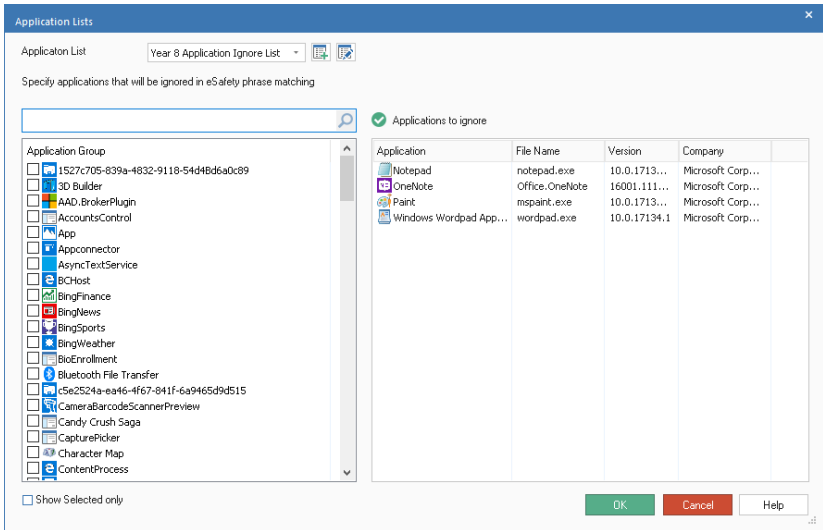 Application Lists
Applicaton List
Year 8 Application Ignore List
Specify applications that will be ignored in eSafety phrase matching
Applications to ignore
Application Group
1527c705-839a-4832-9118-54d4Bd6a0c89
3D Builder
AAD.BrokerPlugin
AccountsControl
App
Appconnector
AsyncTextService
BCHost
BingFinance
BingNews
BingSports
BingWeather
BioEnrollment
Bluetooth File Transfer
c5e2524a-ea46-4f67-841f-6a9465d9d515
CameraBarcodeScannerPreview
Candy Crush Saga
CapturePicker
Character Map
ContentProcess
Application File Name Version Company
Notepad notepad.exe 10.0.1713... Microsoft Corp...
OneNote Office.OneNote 16001.111... Microsoft Corp...
Paint mspaint.exe 10.0.1713... Microsoft Corp...
Windows Wordpad App... wordpad.exe 10.0.17134.1 Microsoft Corp...
Show Selected only
OK Cancel Help